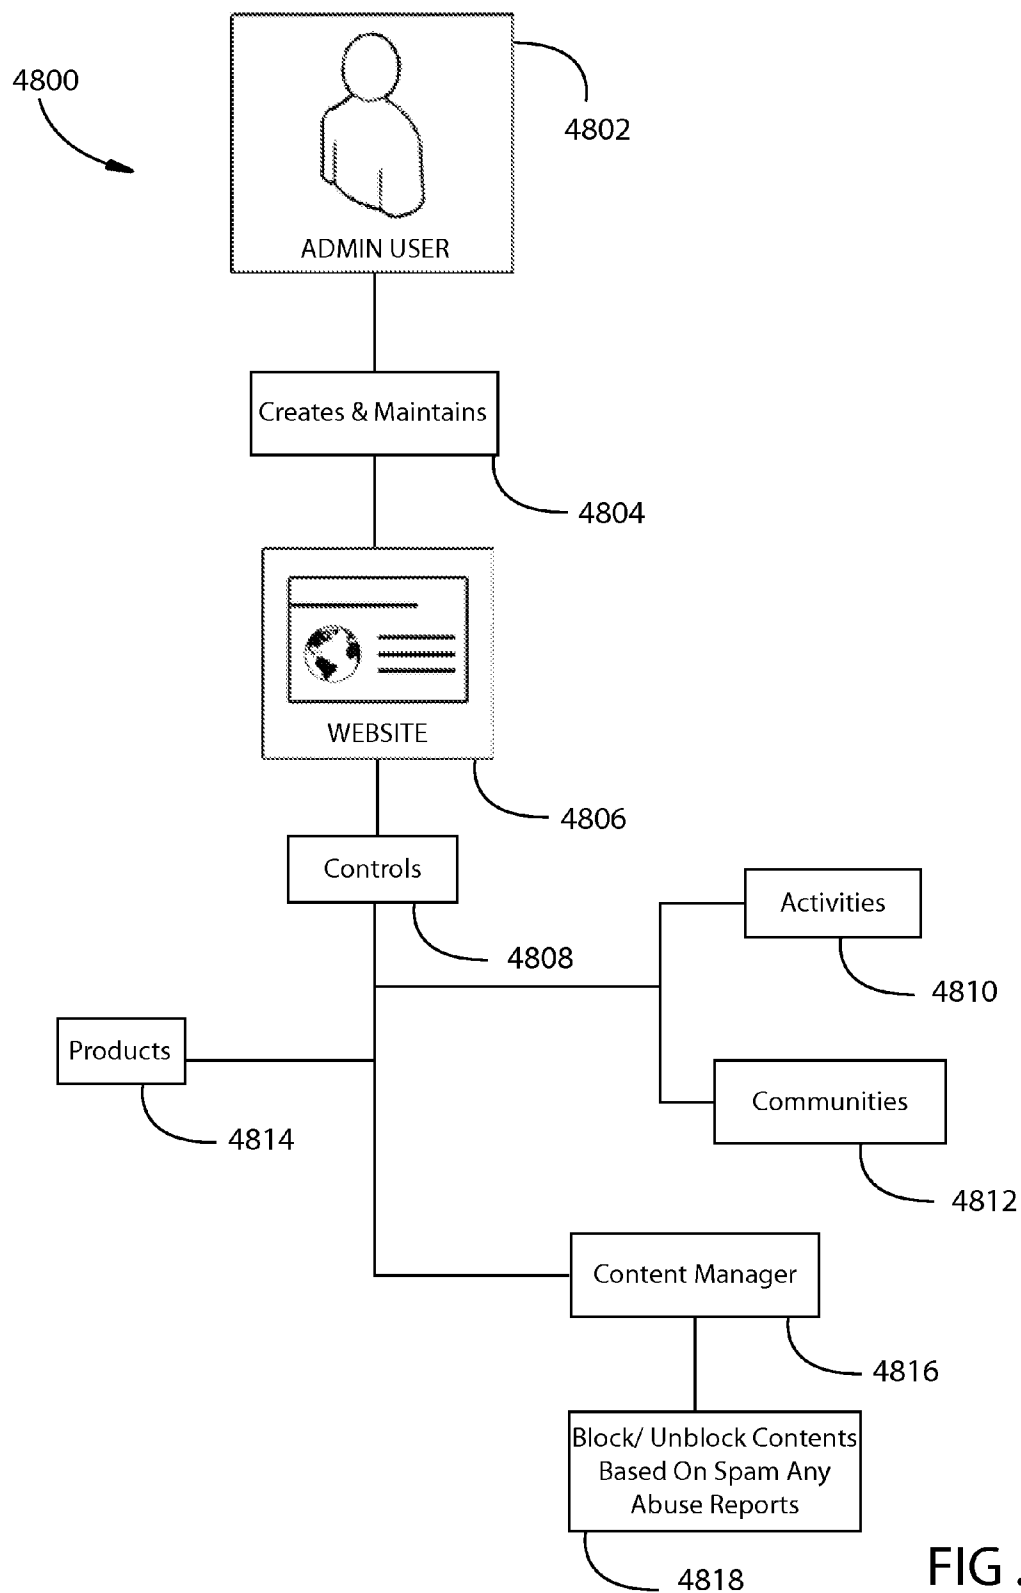 4800
4802
ADMIN USER
Creates & Maintains
4804
WEBSITE
4806
Controls
4808
Activities
4810
Products
4814
Communities
4812
Content Manager
4816
Block/ Unblock Contents
Based On Spam Any
Abuse Reports
4818
FIG .